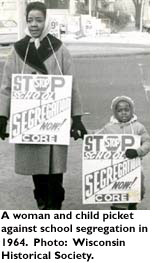 STOP
SCHOOL
SEGREGATION
NOW!
CORE
STOP
SCHOOL
SEGREGATION
NOW!
CORE!
A woman and child picket
against school segregation in
1964. Photo: Wisconsin
Historical Society.